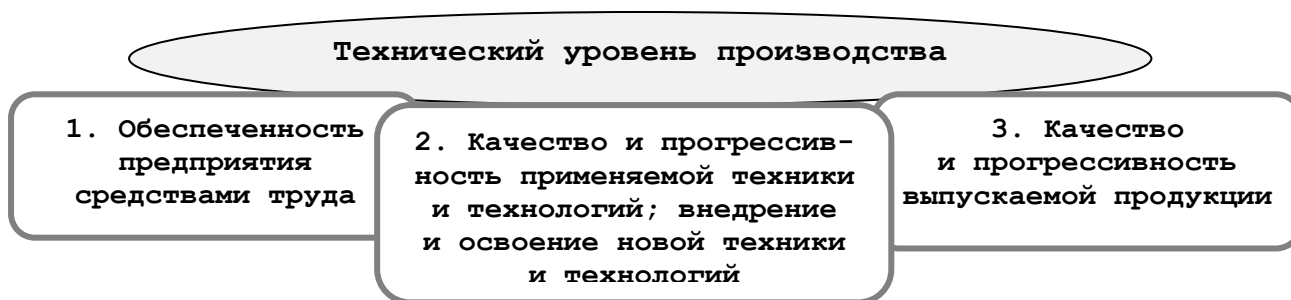 Технический уровень производства
1. Обеспеченность
предприятия
средствами труда
2. Качество и прогрессив-
ность применяемой техники
и технологий; внедрение
и освоение новой техники
и технологий
3. Качество
и прогрессивность
выпускаемой продукции